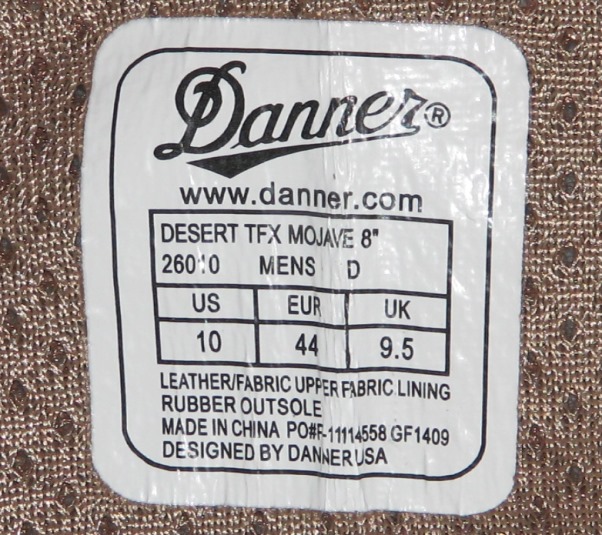 Danner®
www.danner.com
DESERT TFX MOJAVE 8"
26010 MENS D
US EUR UK
10 44 9.5
LEATHER/FABRIC UPPER FABRIC LINING
RUBBER OUTSOLE
MADE IN CHINA PO#F-11114558 GF1409
DESIGNED BY DANNER USA